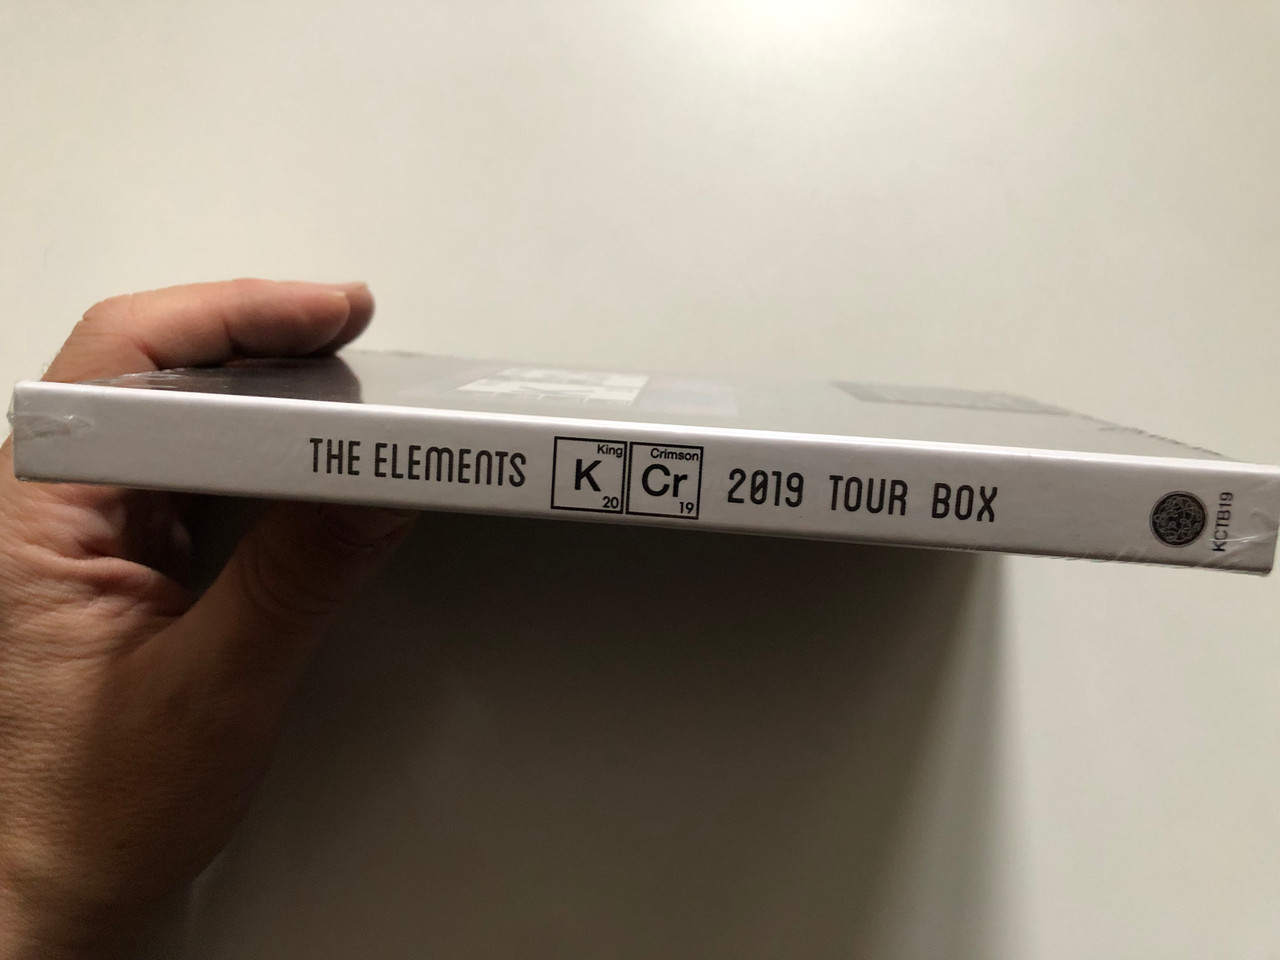 THE ELEMENTS King K 20 Crimson Cr 19 2019 TOUR BOX
KCTB19